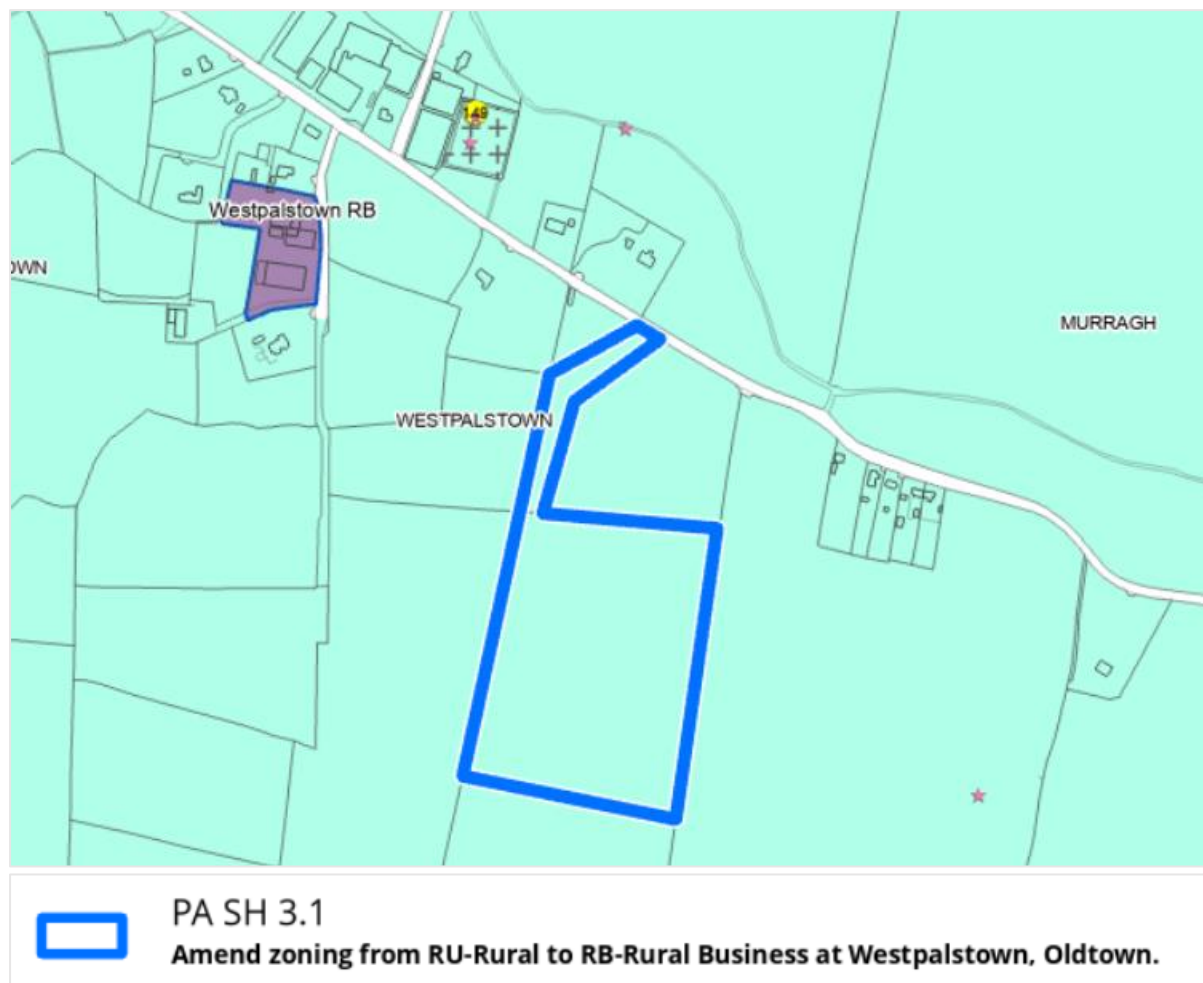 149
Westpalstown RB
OWN
MURRAGH
WESTPALSTOWN
PA SH 3.1
Amend zoning from RU-Rural to RB-Rural Business at Westpalstown, Oldtown.